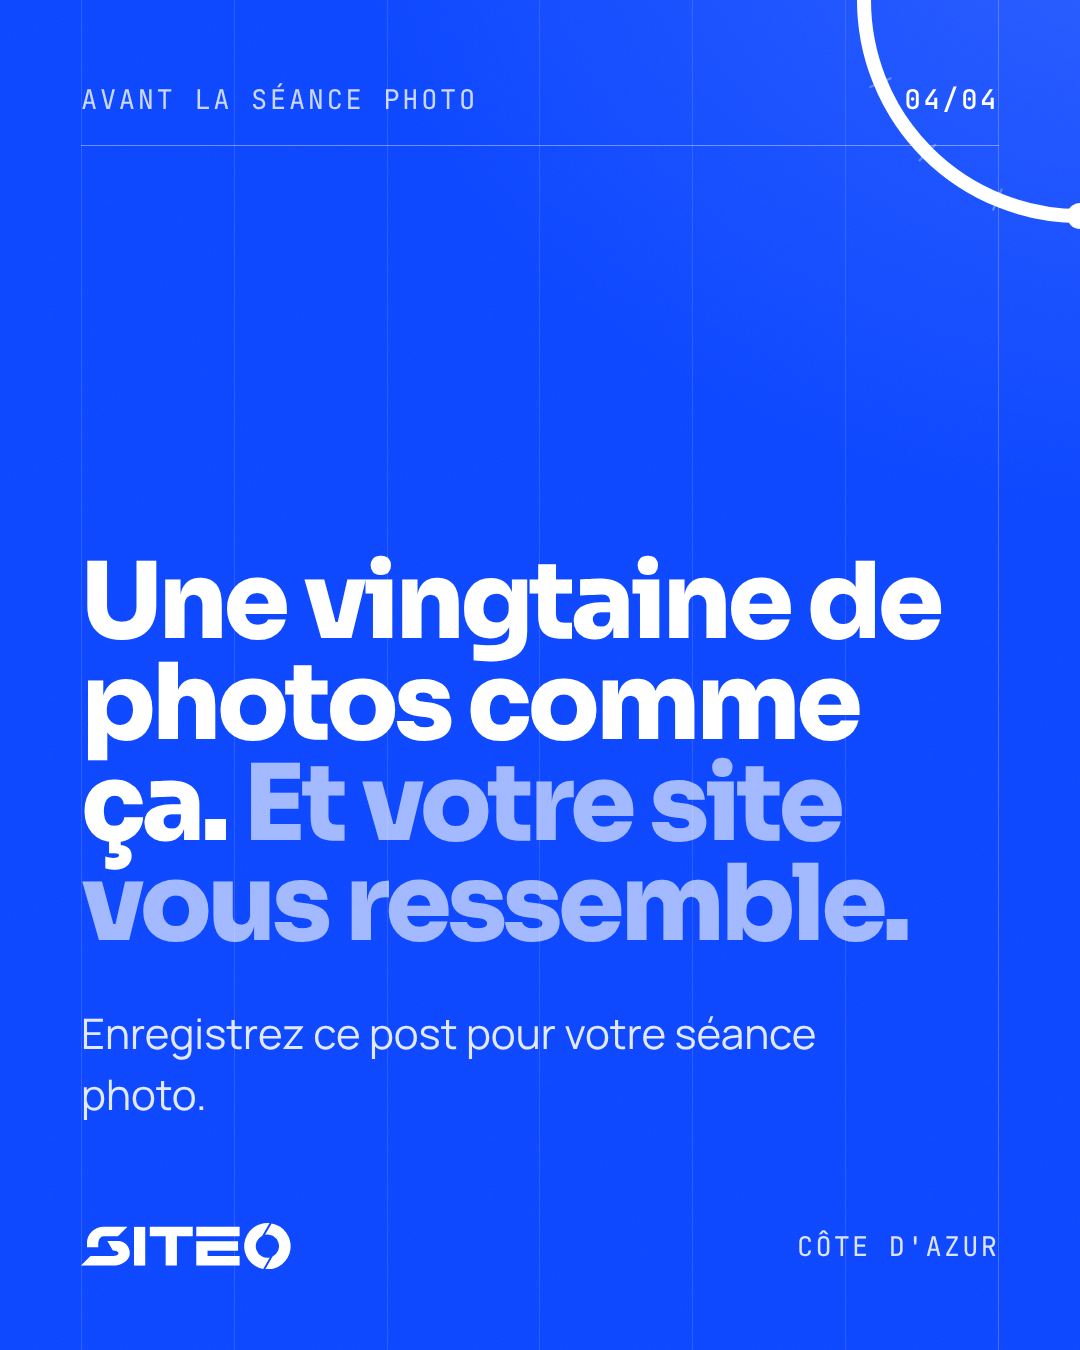 AVANT LA SÉANCE PHOTO
04/04
Une vingtaine de
photos comme
ça. Et votre site
vous ressemble.
Enregistrez ce post pour votre séance
photo.
SITEO
CÔTE D'AZUR